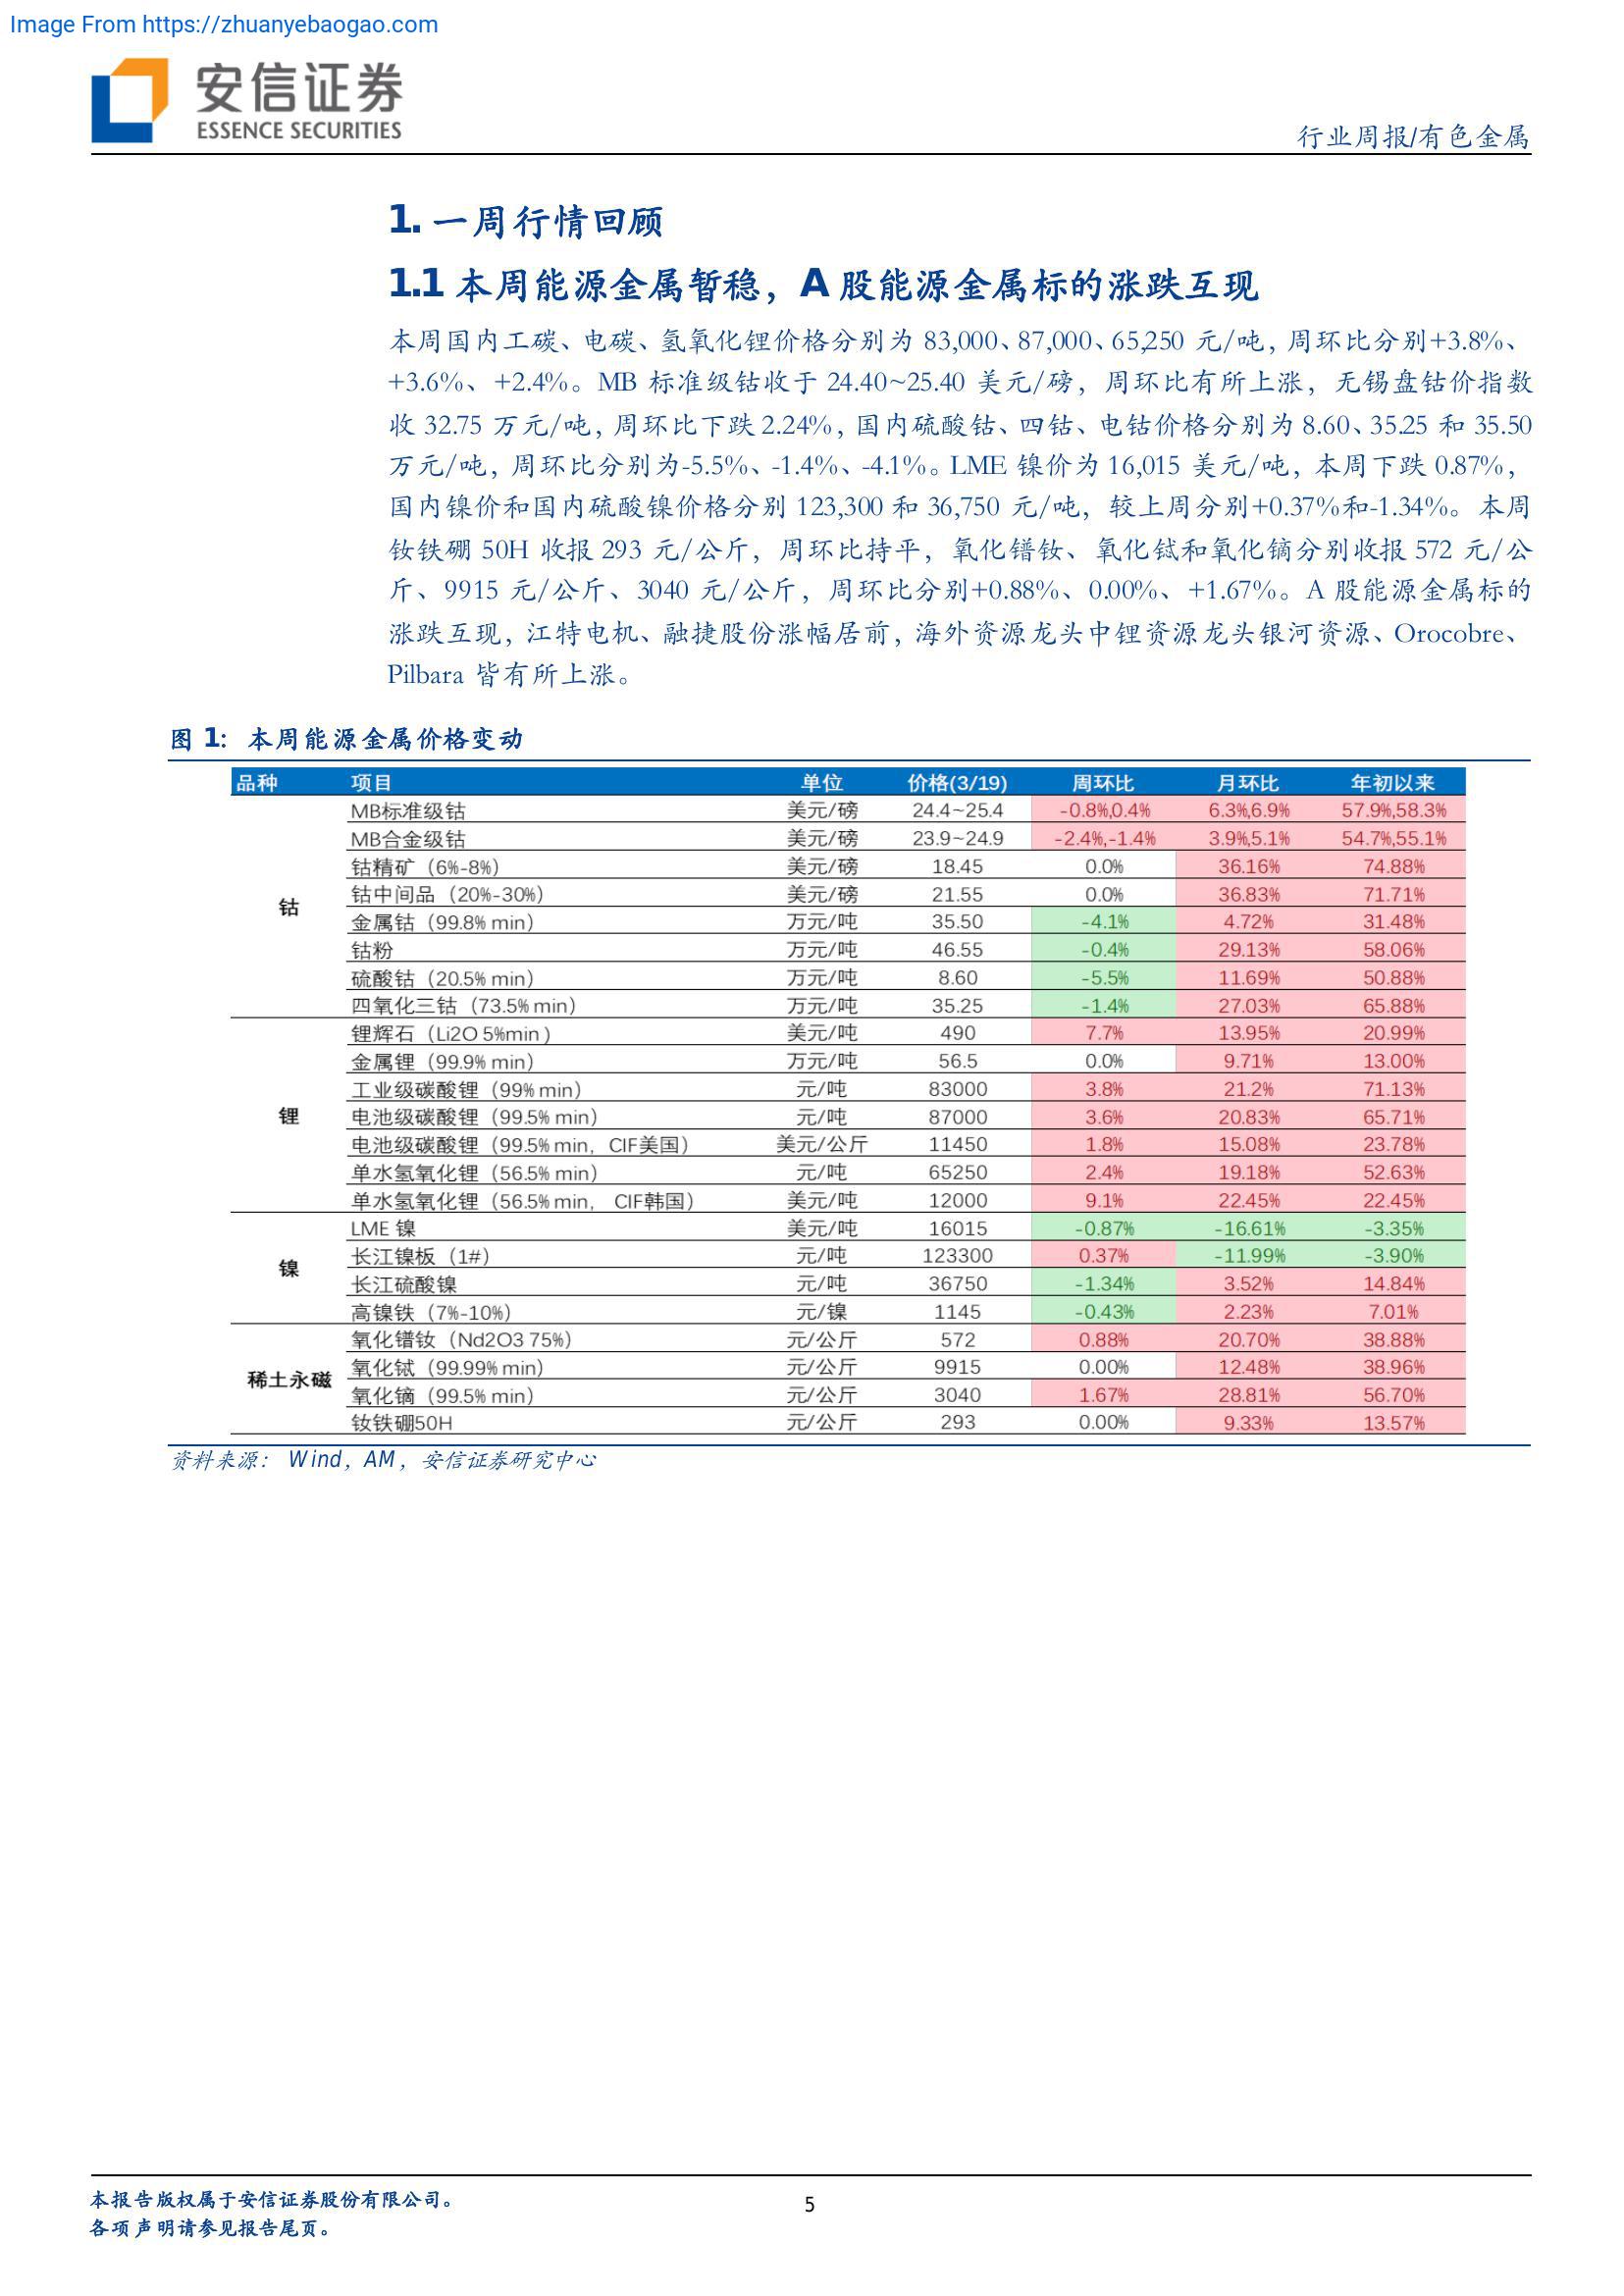 Image From https://zhuanyebaogao.com
安信证券
ESSENCE SECURITIES
行业周报/有色金属
1. 一周行情回顾
1.1 本周能源金属暂稳，A 股能源金属标的涨跌互现
本周国内工碳、电碳、氢氧化锂价格分别为 83,000、87,000、65,250 元/吨，周环比分别+3.8%、
+3.6%、+2.4%。MB 标准级钴收于 24.40~25.40 美元/磅，周环比有所上涨，无锡盘钴价指数
收 32.75 万元/吨，周环比下跌 2.24%，国内硫酸钴、四钴、电钴价格分别为 8.60、35.25 和 35.50
万元/吨，周环比分别为-5.5%、-1.4%、-4.1%。LME 镍价为 16,015 美元/吨，本周下跌 0.87%，
国内镍价和国内硫酸镍价格分别 123,300 和 36,750 元/吨，较上周分别+0.37%和-1.34%。本周
钕铁硼 50H 收报 293 元/公斤，周环比持平，氧化镨钕、氧化铽和氧化镝分别收报 572 元/公
斤、9915 元/公斤、3040 元/公斤，周环比分别+0.88%、0.00%、+1.67%。A 股能源金属标的
涨跌互现，江特电机、融捷股份涨幅居前，海外资源龙头中锂资源龙头银河资源、Orocobre、
Pilbara 皆有所上涨。
图 1：本周能源金属价格变动
品种 项目 单位 价格(3/19) 周环比 月环比 年初以来
MB标准级钴 美元/磅 24.4~25.4 -0.8%,0.4% 6.3%,6.9% 57.9%,58.3%
MB合金级钴 美元/磅 23.9~24.9 -2.4%,-1.4% 3.9%,5.1% 54.7%,55.1%
钴精矿（6%-8%） 美元/磅 18.45 0.0% 36.16% 74.88%
钴中间品（20%-30%） 美元/磅 21.55 0.0% 36.83% 71.71%
钴
金属钴（99.8% min） 万元/吨 35.50 -4.1% 4.72% 31.48%
钴粉 万元/吨 46.55 -0.4% 29.13% 58.06%
硫酸钴（20.5% min） 万元/吨 8.60 -5.5% 11.69% 50.88%
四氧化三钴（73.5% min） 万元/吨 35.25 -1.4% 27.03% 65.88%
锂辉石（Li2O 5%min ） 美元/吨 490 7.7% 13.95% 20.99%
金属锂（99.9% min） 万元/吨 56.5 0.0% 9.71% 13.00%
工业级碳酸锂（99% min） 元/吨 83000 3.8% 21.2% 71.13%
锂 电池级碳酸锂（99.5% min） 元/吨 87000 3.6% 20.83% 65.71%
电池级碳酸锂（99.5% min，CIF美国） 美元/公斤 11450 1.8% 15.08% 23.78%
单水氢氧化锂（56.5% min） 元/吨 65250 2.4% 19.18% 52.63%
单水氢氧化锂（56.5% min， CIF韩国） 美元/吨 12000 9.1% 22.45% 22.45%
LME 镍 美元/吨 16015 -0.87% -16.61% -3.35%
长江镍板（1#） 元/吨 123300 0.37% -11.99% -3.90%
镍
长江硫酸镍 元/吨 36750 -1.34% 3.52% 14.84%
高镍铁（7%-10%） 元/镍 1145 -0.43% 2.23% 7.01%
氧化镨钕（Nd2O3 75%） 元/公斤 572 0.88% 20.70% 38.88%
氧化铽（99.99% min） 元/公斤 9915 0.00% 12.48% 38.96%
稀土永磁
氧化镝（99.5% min） 元/公斤 3040 1.67% 28.81% 56.70%
钕铁硼50H 元/公斤 293 0.00% 9.33% 13.57%
资料来源：Wind，AM，安信证券研究中心
本报告版权属于安信证券股份有限公司。
各项声明请参见报告尾页。
5